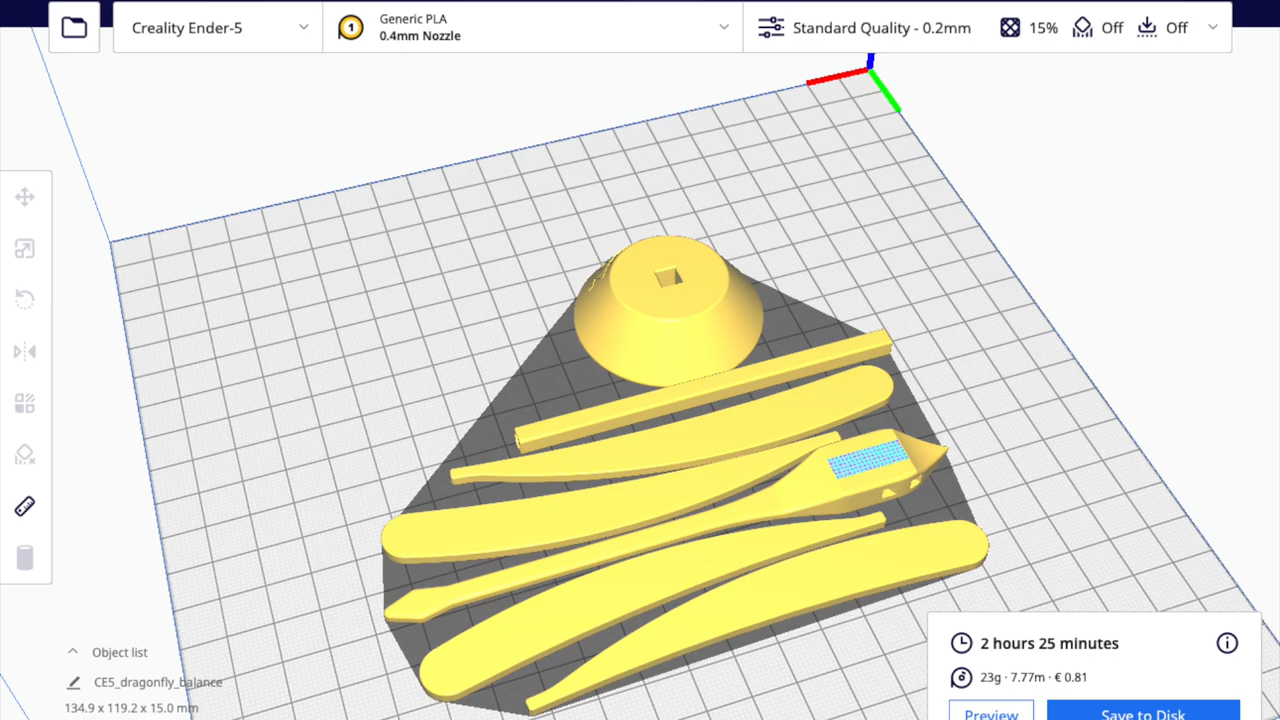 Creality Ender-5
1
Generic PLA
0.4mm Nozzle
Standard Quality - 0.2mm
15%
Off
Off
Object list
CE5_dragonfly_balance
134.9 x 119.2 x 15.0 mm
2 hours 25 minutes
23g · 7.77m · € 0.81
Preview
Save to Disk